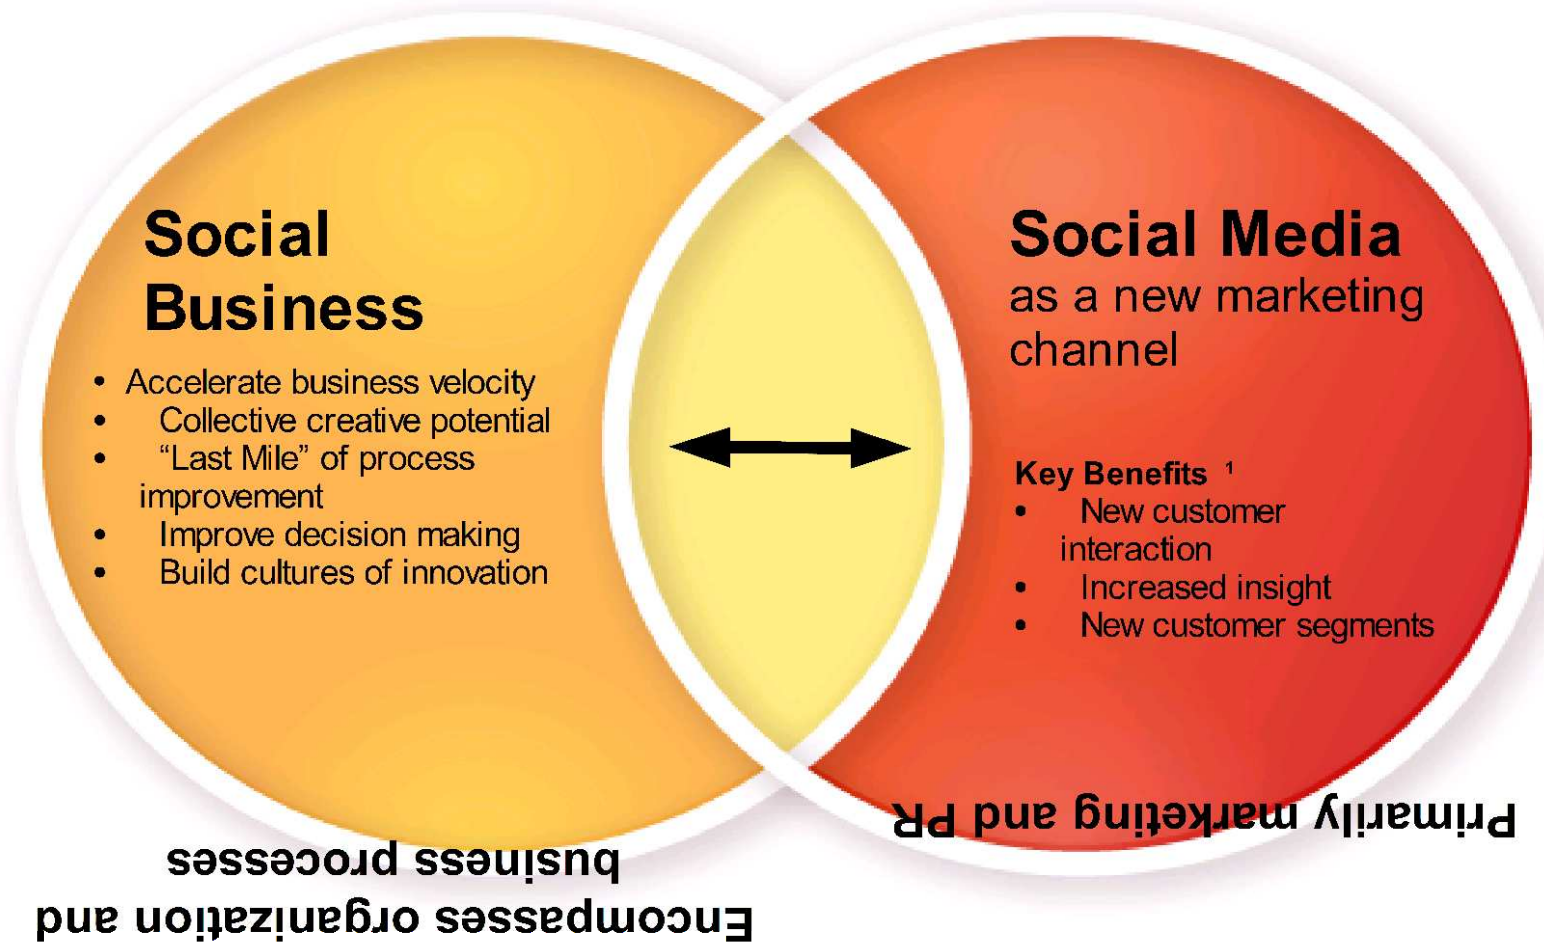 Social
Business
• Accelerate business velocity
• Collective creative potential
• “Last Mile” of process
improvement
• Improve decision making
• Build cultures of innovation
Social Media
as a new marketing
channel
Key Benefits ¹
• New customer
interaction
• Increased insight
• New customer segments
Primarily marketing and PR
Encompasses organization and
business processes